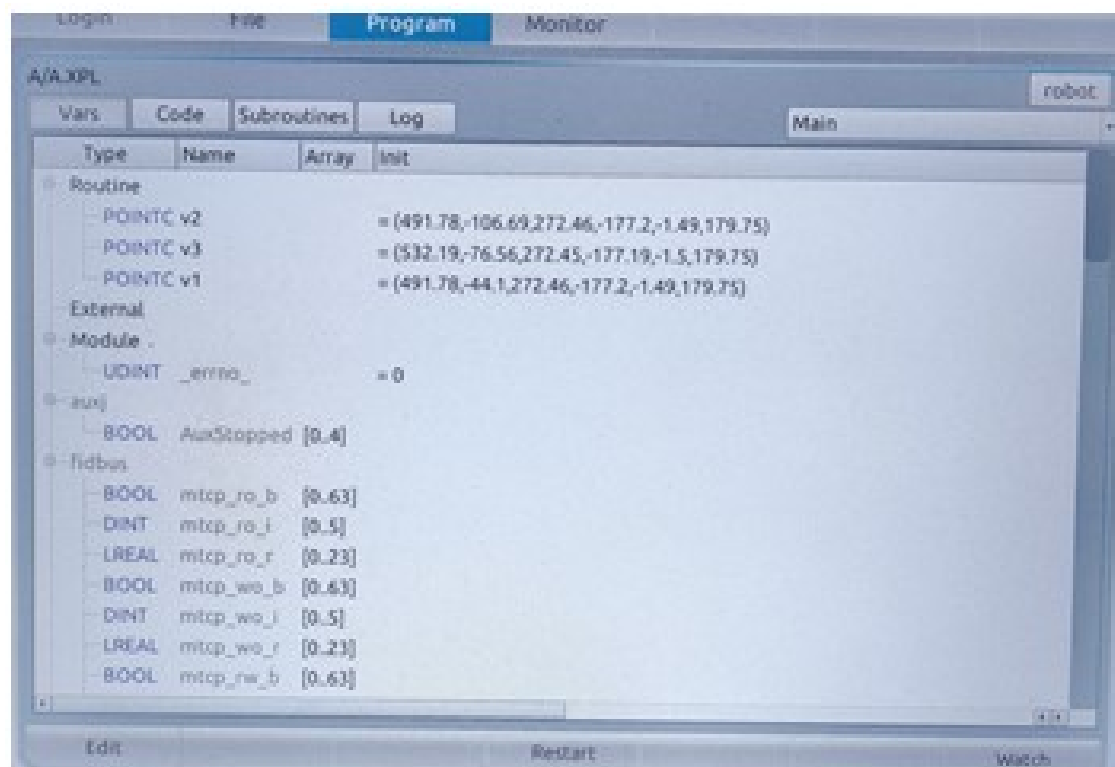 Login File Program Monitor
A/A.XPL
robot
Vars Code Subroutines Log Main
Type Name Array Init
Routine
POINTC v2 = (491.78,-106.69,272.46,-177.2,-1.49,179.75)
POINTC v3 = (532.19,-76.56,272.45,-177.19,-1.5,179.75)
POINTC v1 = (491.78,-44.1,272.46,-177.2,-1.49,179.75)
External
Module .
UDINT _errno_ = 0
auxj
BOOL AuxStopped [0..4]
fldbus
BOOL mtcp_ro_b [0..63]
DINT mtcp_ro_i [0..5]
LREAL mtcp_ro_r [0..23]
BOOL mtcp_wo_b [0..63]
DINT mtcp_wo_i [0..5]
LREAL mtcp_wo_r [0..23]
BOOL mtcp_rw_b [0..63]
Edit Restart Watch